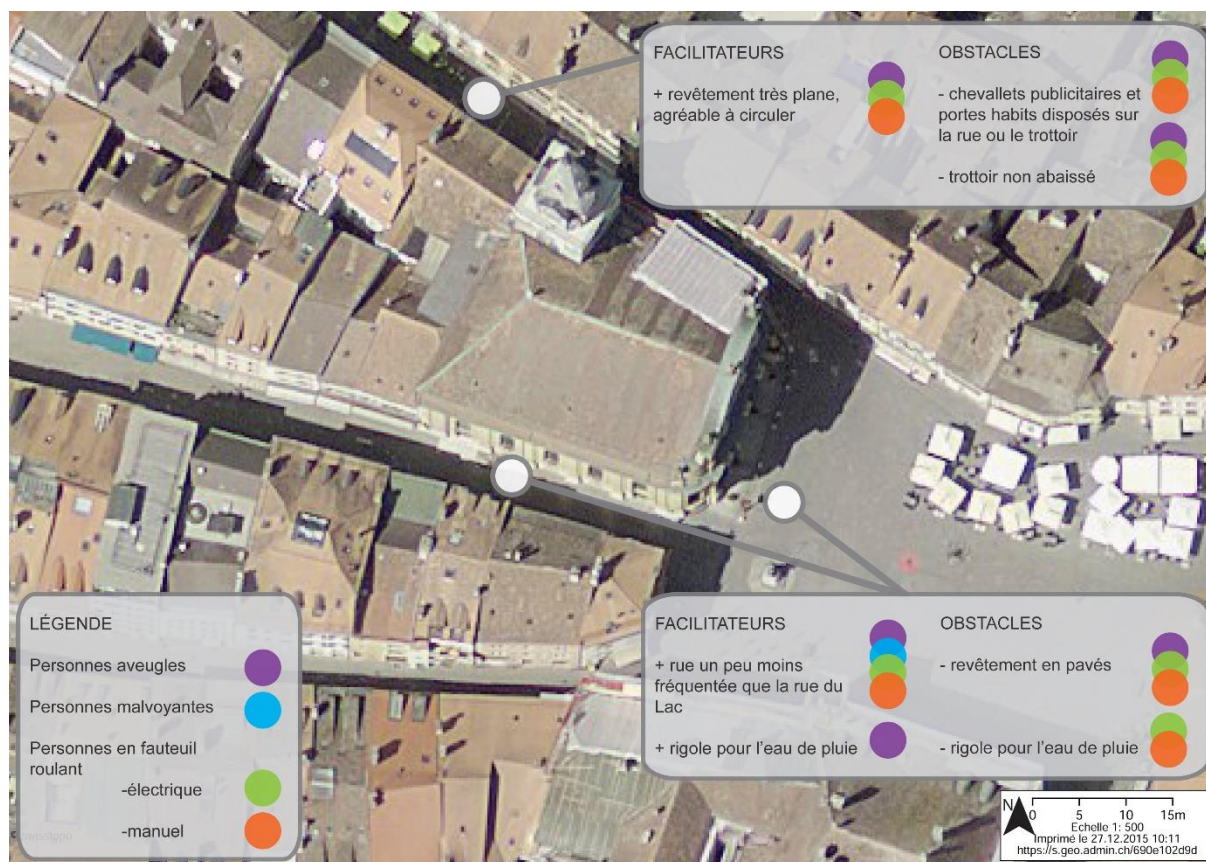 FACILITATEURS
+ revêtement très plane,
agréable à circuler
OBSTACLES
- chevallets publicitaires et
portes habits disposés sur
la rue ou le trottoir
- trottoir non abaissé
LÉGENDE
Personnes aveugles
Personnes malvoyantes
Personnes en fauteuil
roulant
-électrique
-manuel
FACILITATEURS
+ rue un peu moins
fréquentée que la rue du
Lac
+ rigole pour l'eau de pluie
OBSTACLES
- revêtement en pavés
- rigole pour l'eau de pluie
N
0 5 10 15m
Echelle 1: 500
Imprimé le 27.12.2015 10:11
https://s.geo.admin.ch/690e102d9d